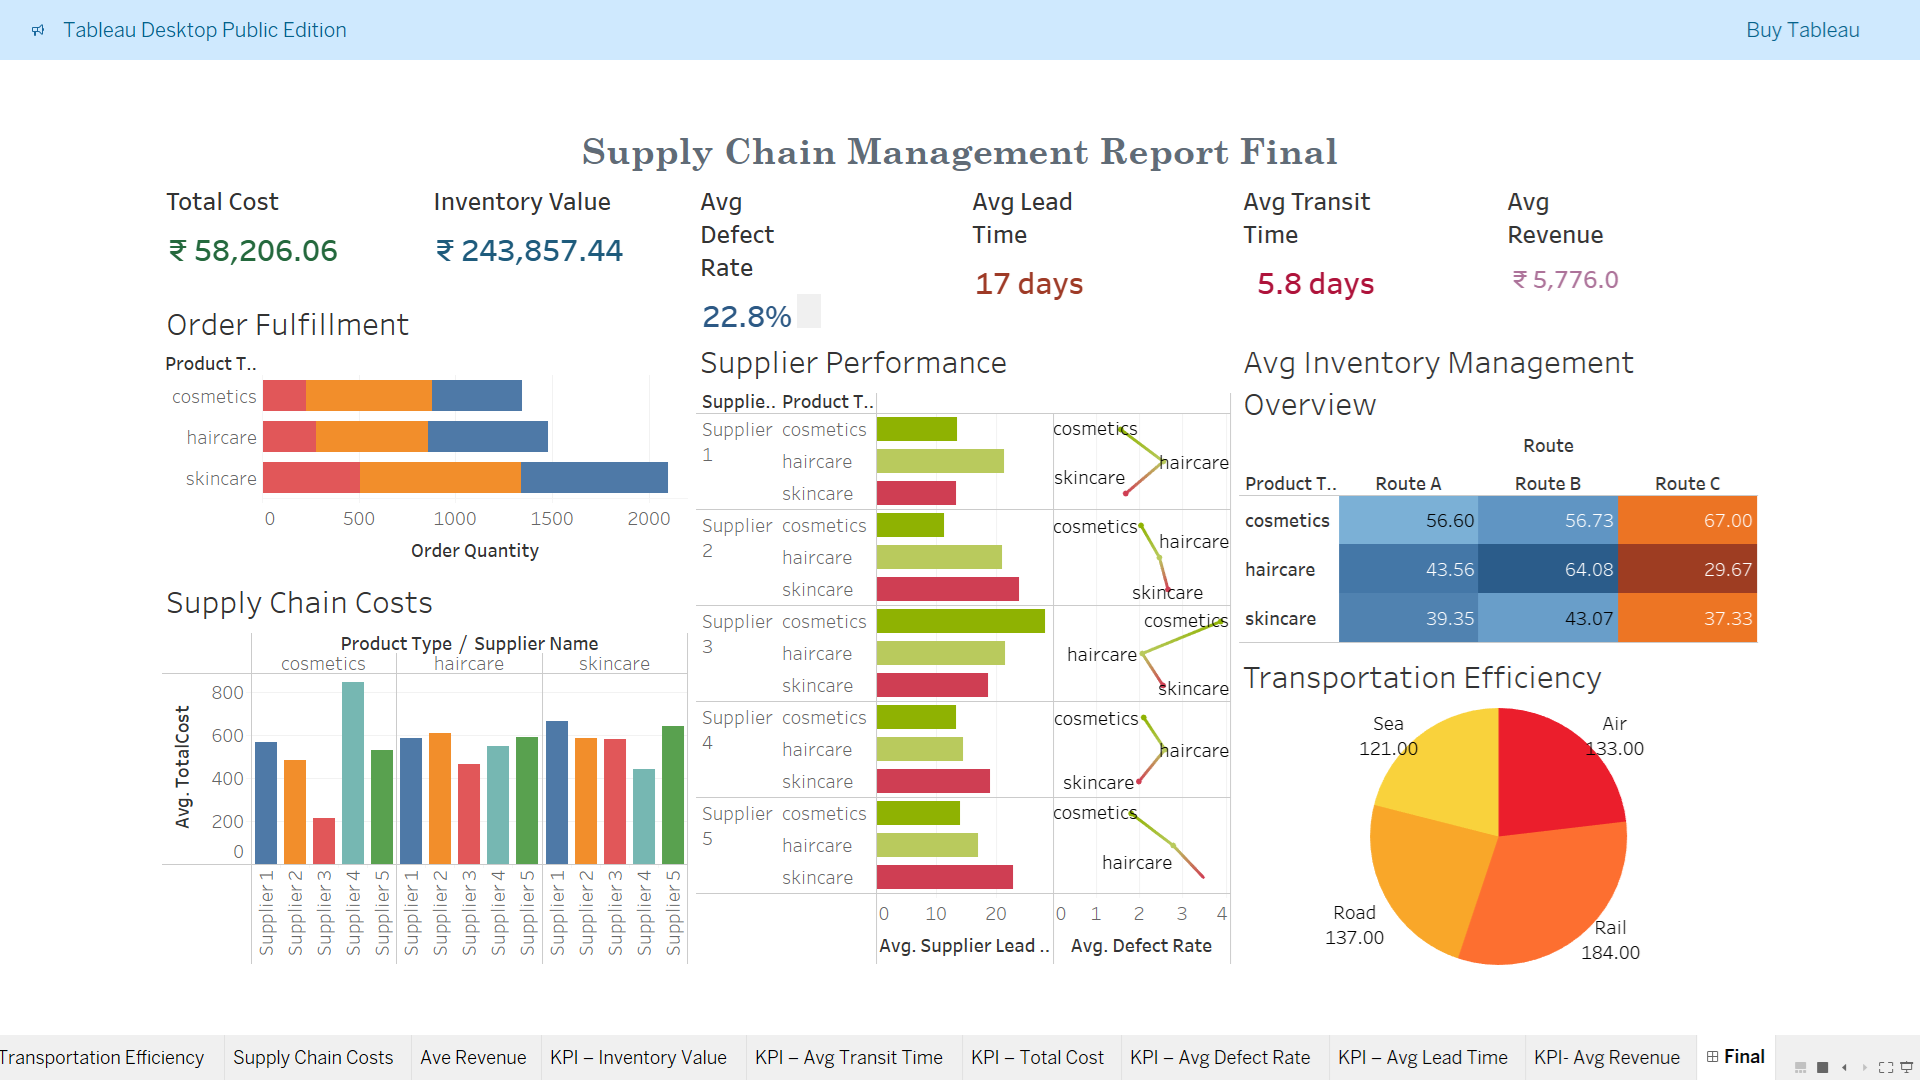 Tableau Desktop Public Edition
Buy Tableau
Supply Chain Management Report Final
Total Cost
₹ 58,206.06
Inventory Value
₹ 243,857.44
Avg
Defect
Rate
22.8%
Avg Lead
Time
17 days
Avg Transit
Time
5.8 days
Avg
Revenue
₹ 5,776.0
Order Fulfillment
Product T..
cosmetics
haircare
skincare
0 500 1000 1500 2000
Order Quantity
Supply Chain Costs
Product Type / Supplier Name
cosmetics haircare skincare
Avg. TotalCost
800
600
400
200
0
Supplier 1 Supplier 2 Supplier 3 Supplier 4 Supplier 5 Supplier 1 Supplier 2 Supplier 3 Supplier 4 Supplier 5 Supplier 1 Supplier 2 Supplier 3 Supplier 4 Supplier 5
Supplier Performance
Supplie.. Product T..
Supplier 1
cosmetics
haircare
skincare
cosmetics
haircare
skincare
Supplier 2
cosmetics
haircare
skincare
cosmetics
haircare
skincare
Supplier 3
cosmetics
haircare
skincare
cosmetics
haircare
skincare
Supplier 4
cosmetics
haircare
skincare
cosmetics
haircare
skincare
Supplier 5
cosmetics
haircare
skincare
cosmetics
haircare
0 10 20
0 1 2 3 4
Avg. Supplier Lead ..
Avg. Defect Rate
Avg Inventory Management
Overview
Route
Product T.. Route A Route B Route C
cosmetics 56.60 56.73 67.00
haircare 43.56 64.08 29.67
skincare 39.35 43.07 37.33
Transportation Efficiency
Sea
121.00
Air
133.00
Road
137.00
Rail
184.00
Transportation Efficiency
Supply Chain Costs
Ave Revenue
KPI – Inventory Value
KPI – Avg Transit Time
KPI – Total Cost
KPI – Avg Defect Rate
KPI – Avg Lead Time
KPI- Avg Revenue
Final